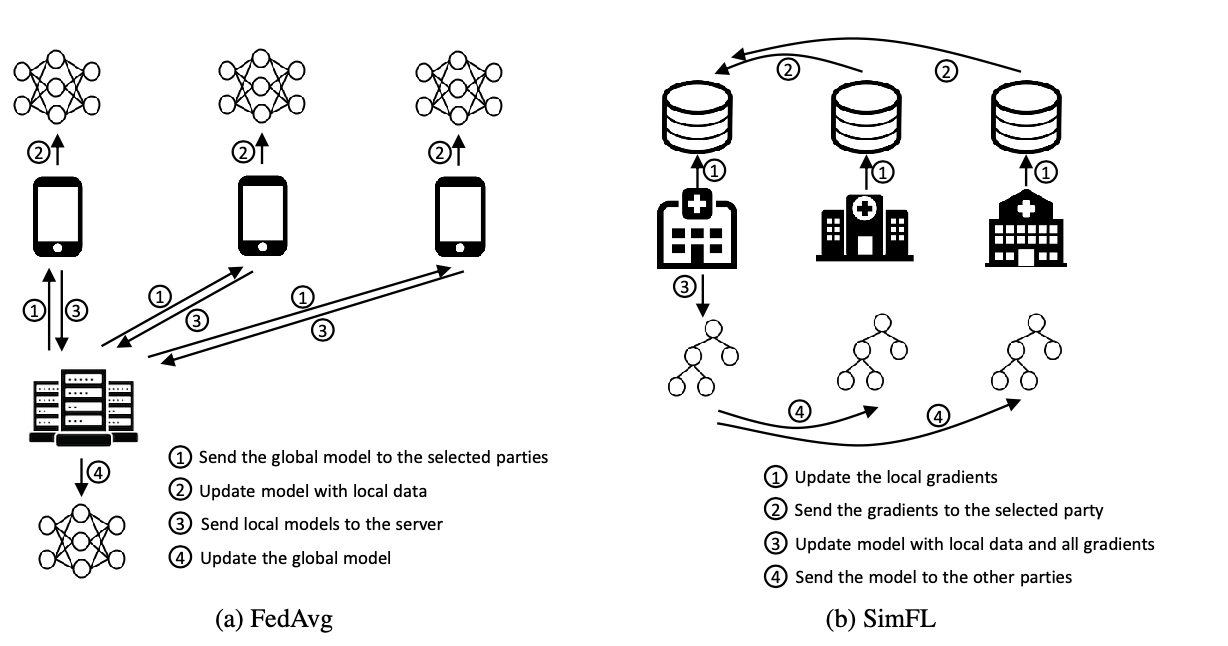 ②
②
②
①
③
①
③
①
③
④
① Send the global model to the selected parties
② Update model with local data
③ Send local models to the server
④ Update the global model
(a) FedAvg
②
②
①
①
①
③
④
④
① Update the local gradients
② Send the gradients to the selected party
③ Update model with local data and all gradients
④ Send the model to the other parties
(b) SimFL